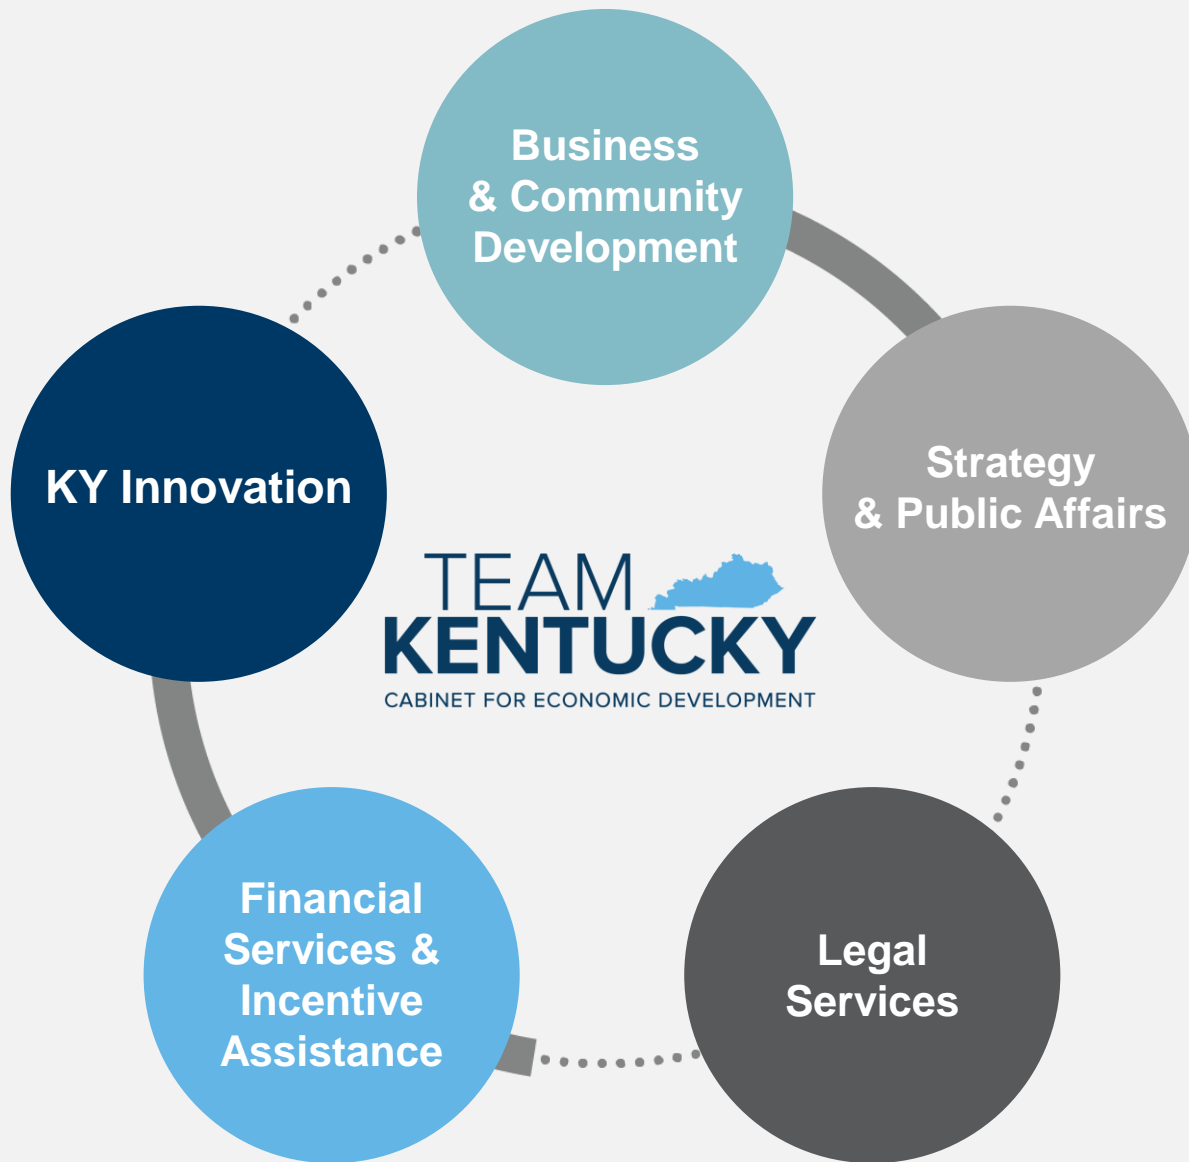 Business
& Community
Development
Strategy
& Public Affairs
KY Innovation
TEAM
KENTUCKY
CABINET FOR ECONOMIC DEVELOPMENT
Financial
Services &
Incentive
Assistance
Legal
Services